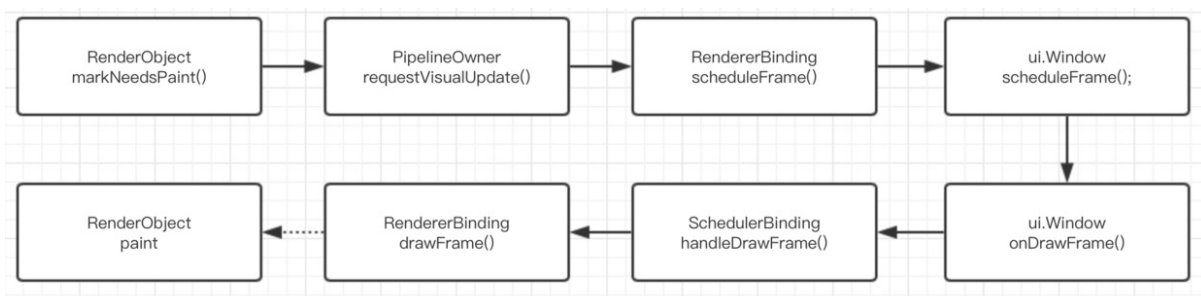 RenderObject
markNeedsPaint()
PipelineOwner
requestVisualUpdate()
RendererBinding
scheduleFrame()
ui.Window
scheduleFrame();
RenderObject
paint
RendererBinding
drawFrame()
SchedulerBinding
handleDrawFrame()
ui.Window
onDrawFrame()